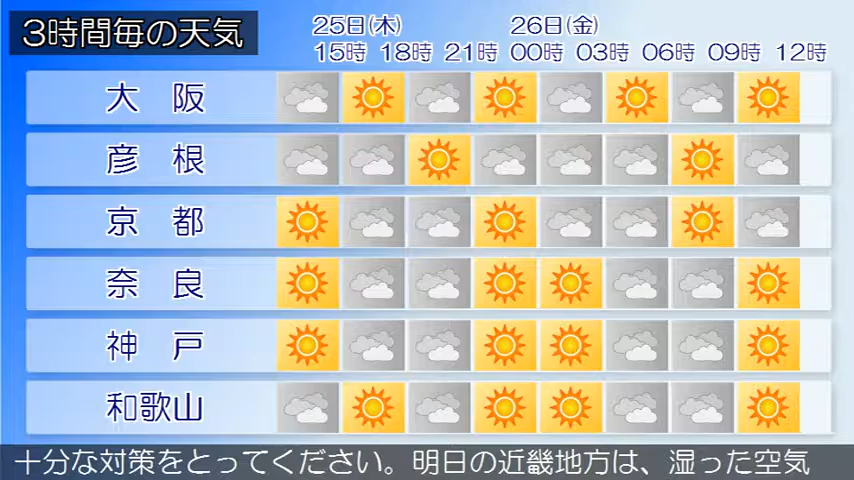 3時間毎の天気
25日(木) 26日(金)
15時 18時 21時 00時 03時 06時 09時 12時
大阪
彦根
京都
奈良
神戸
和歌山
十分な対策をとってください。明日の近畿地方は、湿った空気